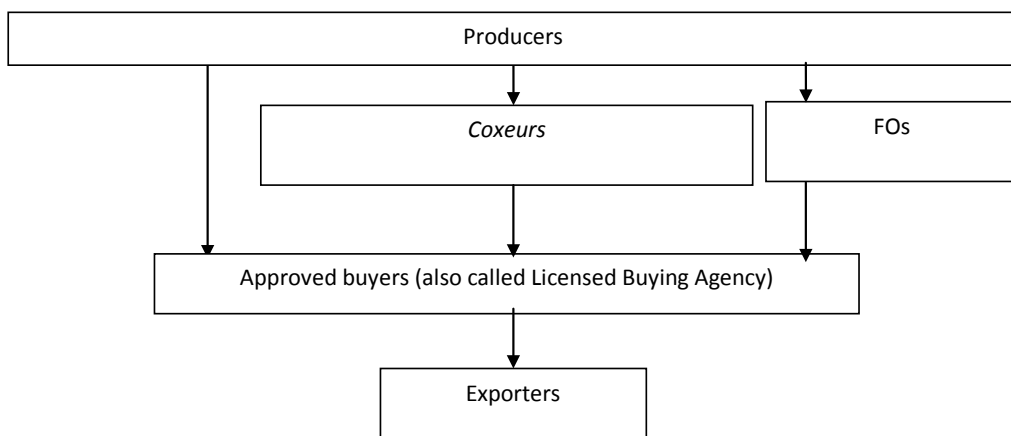 Producers
Coxeurs
FOs
Approved buyers (also called Licensed Buying Agency)
Exporters